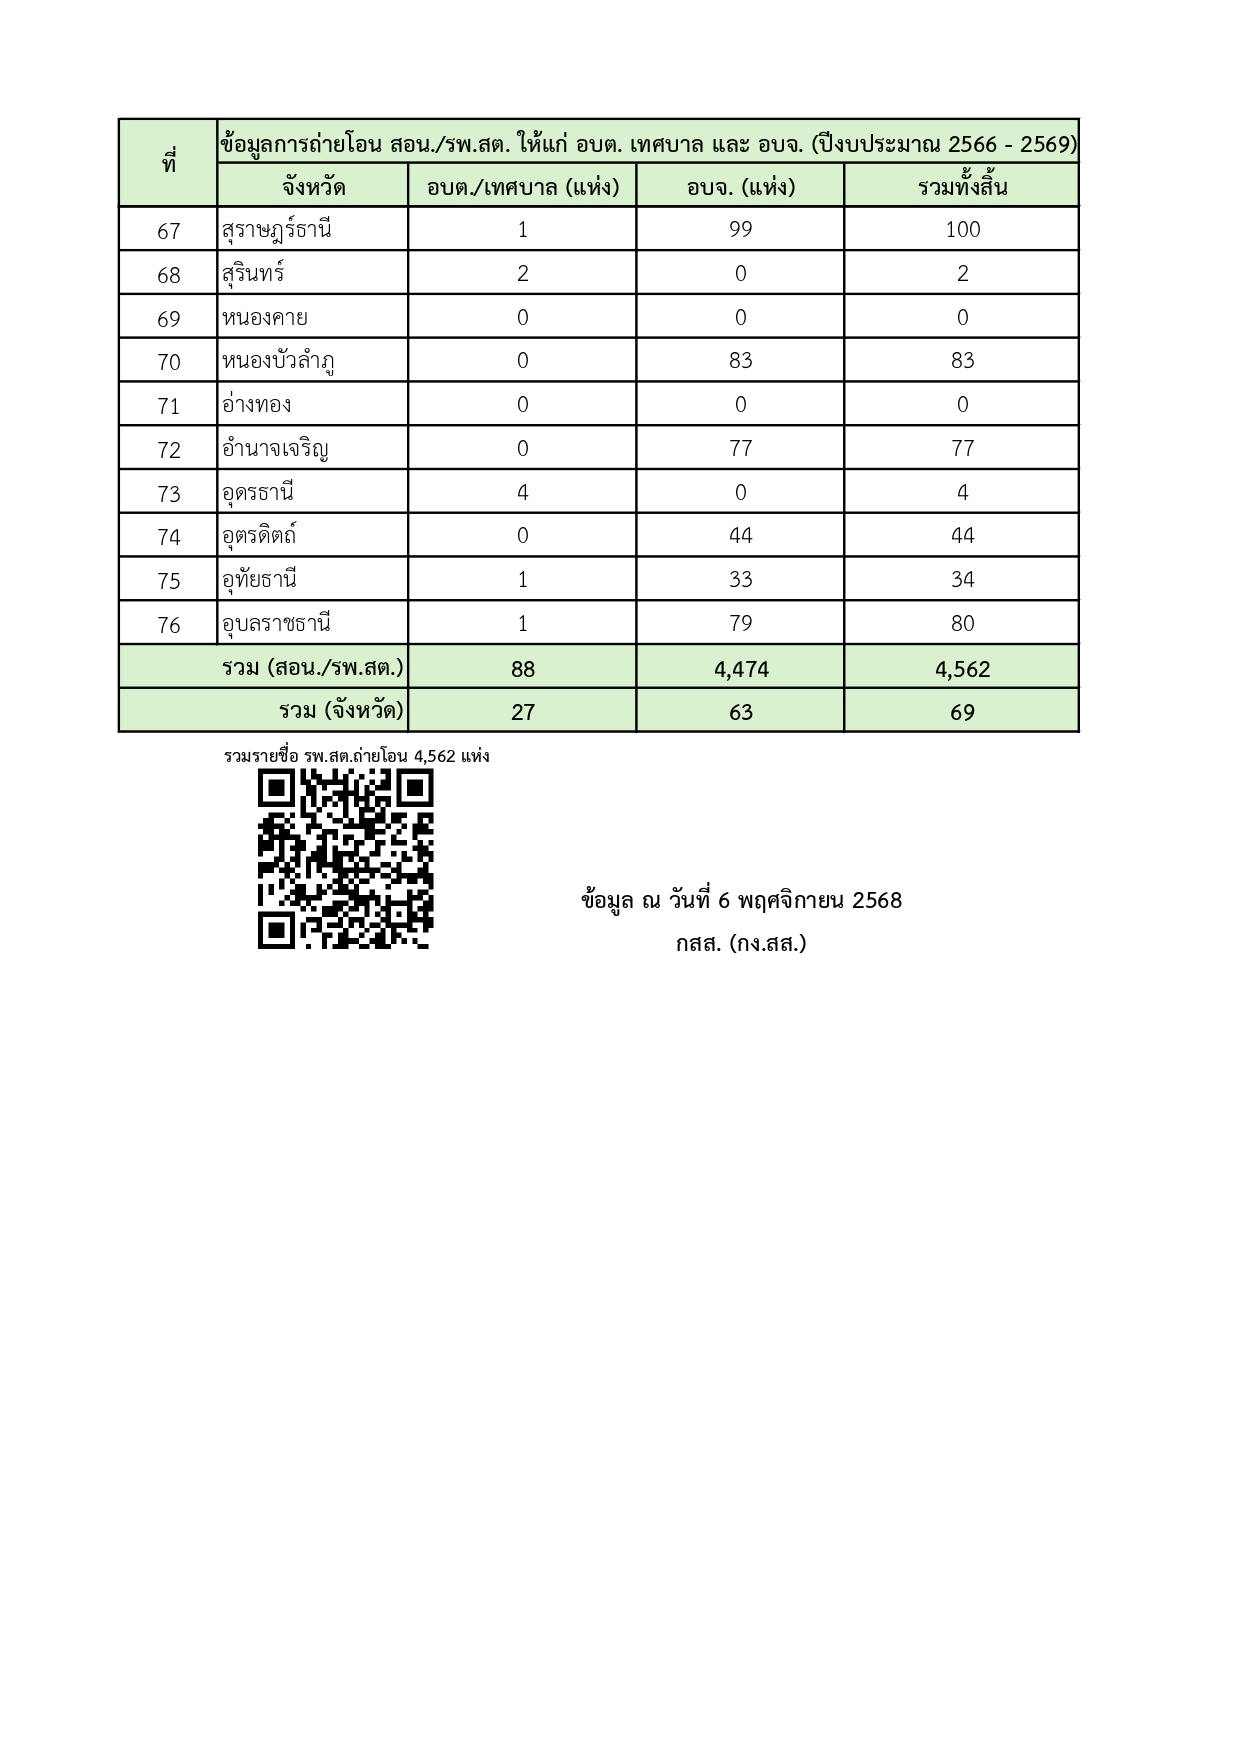 ที่
ข้อมูลการถ่ายโอน สอน./รพ.สต. ให้แก่ อบต. เทศบาล และ อบจ. (ปีงบประมาณ 2566 - 2569)
จังหวัด อบต./เทศบาล (แห่ง) อบจ. (แห่ง) รวมทั้งสิ้น
67 สุราษฎร์ธานี 1 99 100
68 สุรินทร์ 2 0 2
69 หนองคาย 0 0 0
70 หนองบัวลำภู 0 83 83
71 อ่างทอง 0 0 0
72 อำนาจเจริญ 0 77 77
73 อุดรธานี 4 0 4
74 อุตรดิตถ์ 0 44 44
75 อุทัยธานี 1 33 34
76 อุบลราชธานี 1 79 80
รวม (สอน./รพ.สต.) 88 4,474 4,562
รวม (จังหวัด) 27 63 69
รวมรายชื่อ รพ.สต.ถ่ายโอน 4,562 แห่ง
ข้อมูล ณ วันที่ 6 พฤศจิกายน 2568
กสส. (กง.สส.)